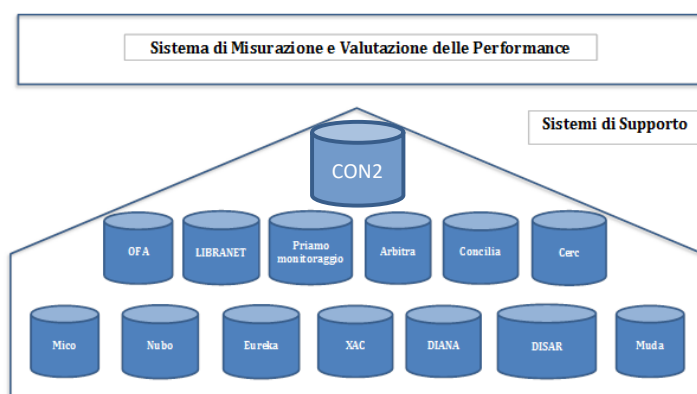 Sistema di Misurazione e Valutazione delle Performance
Sistemi di Supporto
CON2
OFA
LIBRANET
Priamo
monitoraggio
Arbitra
Concilia
Cerc
Mico
Nubo
Eureka
XAC
DIANA
DISAR
Muda